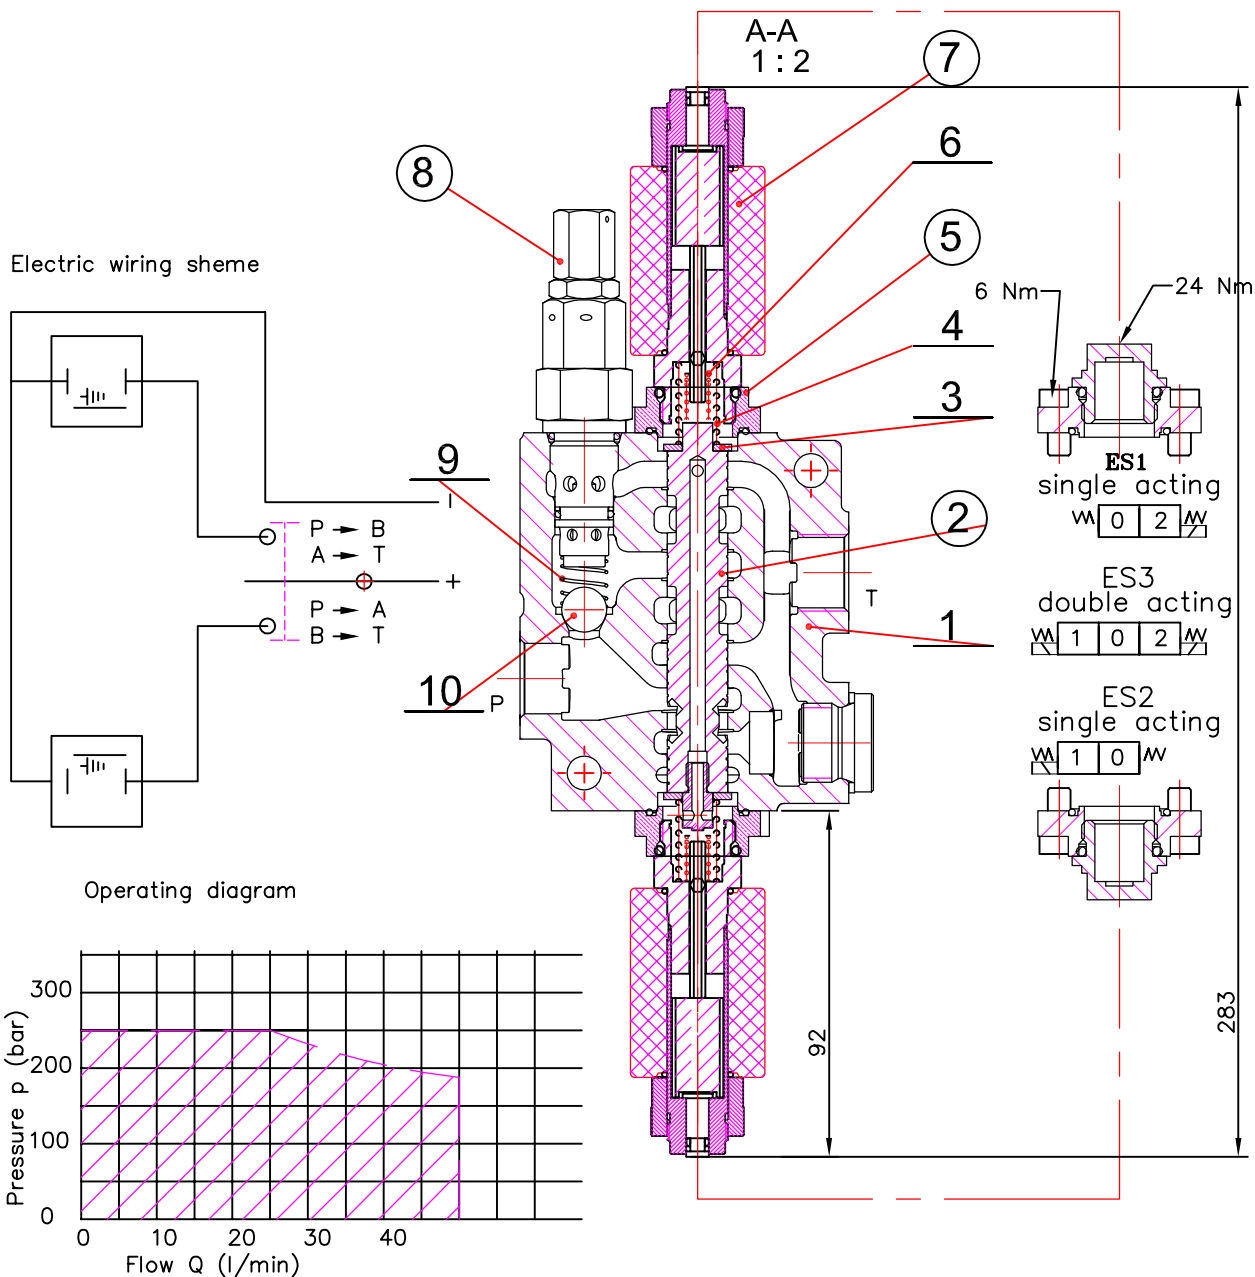 A-A
1 : 2
7
6
8
5
Electric wiring sheme
6 Nm
24 Nm
4
3
ES1
single acting
0 2
9
2
P → B
A → T
-
+
P → A
B → T
T
ES3
double acting
1 0 2
1
10
P
ES2
single acting
1 0
283
92
Operating diagram
Pressure p (bar)
300
200
100
0
0 10 20 30 40
Flow Q (l/min)